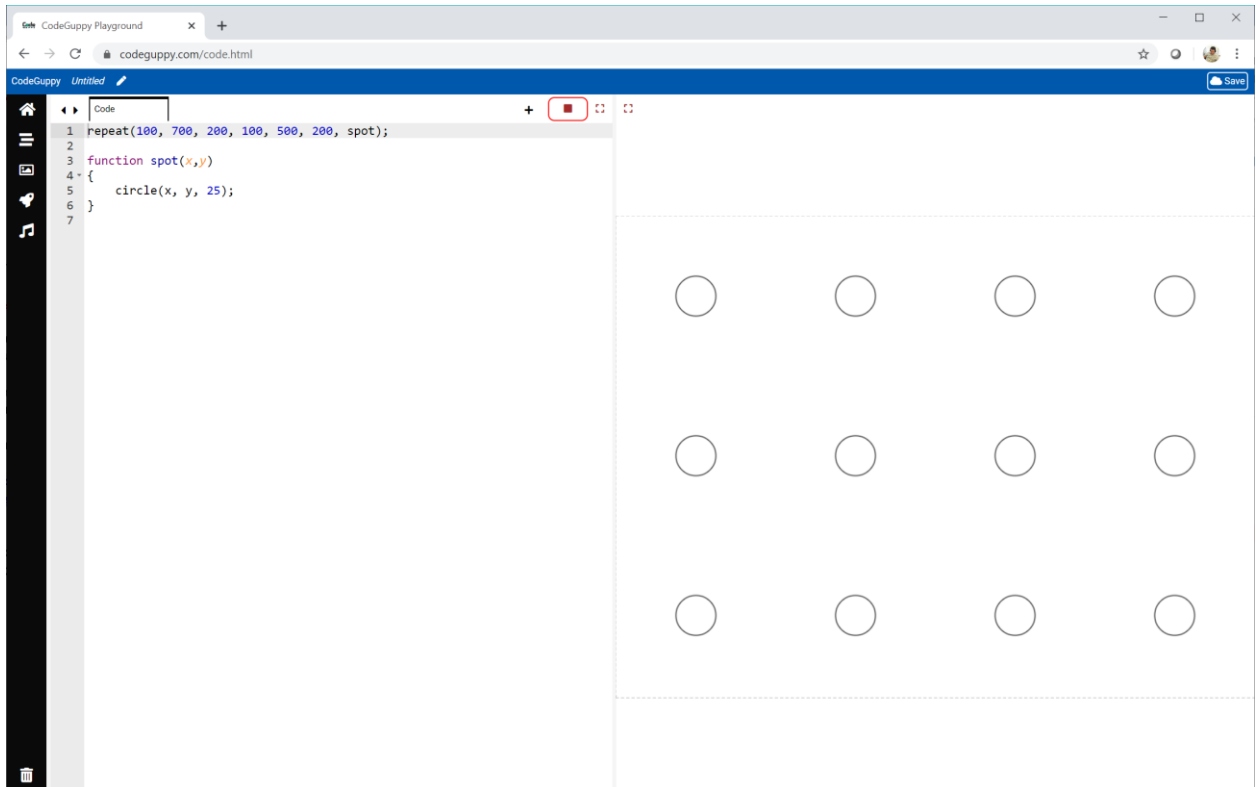 Code CodeGuppy Playground
codeguppy.com/code.html
CodeGuppy Untitled Save
Code
1 repeat(100, 700, 200, 100, 500, 200, spot);
2
3 function spot(x,y)
4 {
5 circle(x, y, 25);
6 }
7